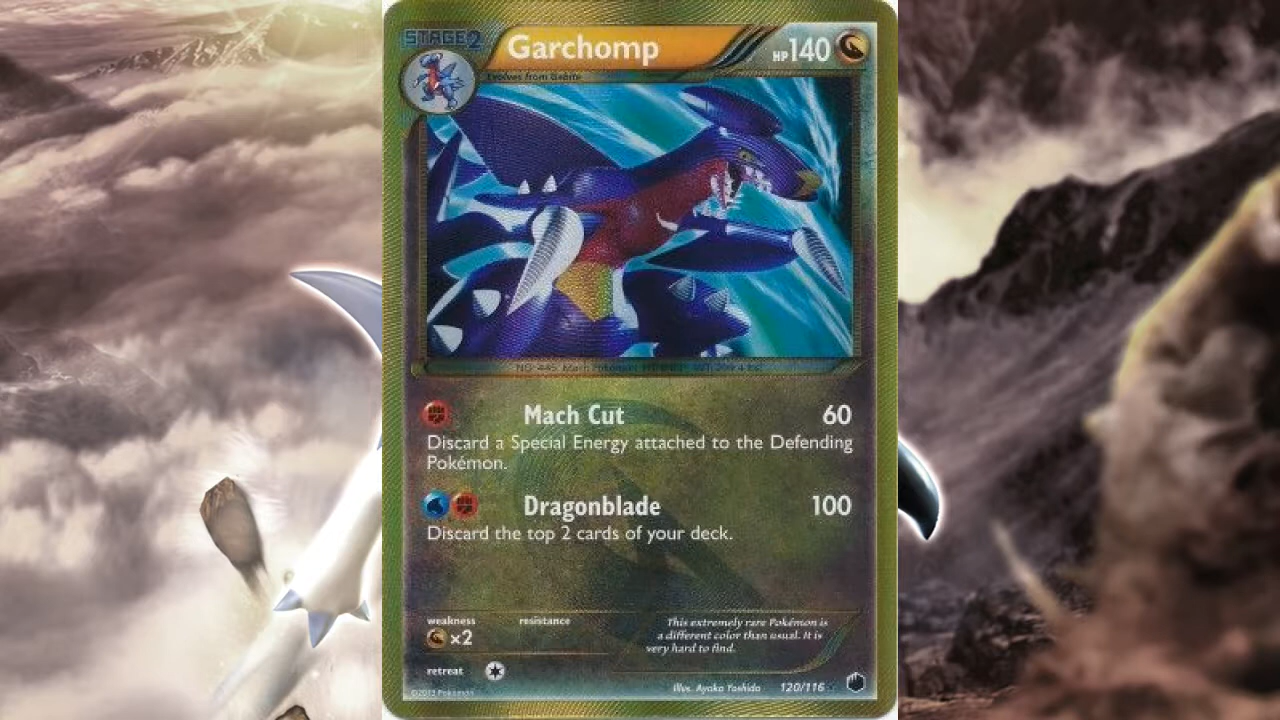 STAGE2
Garchomp
HP140
Evolves from Gabite
Mach Cut 60
Discard a Special Energy attached to the Defending
Pokémon.
Dragonblade 100
Discard the top 2 cards of your deck.
weakness resistance
×2
This extremely rare Pokémon is
a different color than usual. It is
very hard to find.
retreat
©2013 Pokémon
Illus. Ayaka Yoshida 120/116